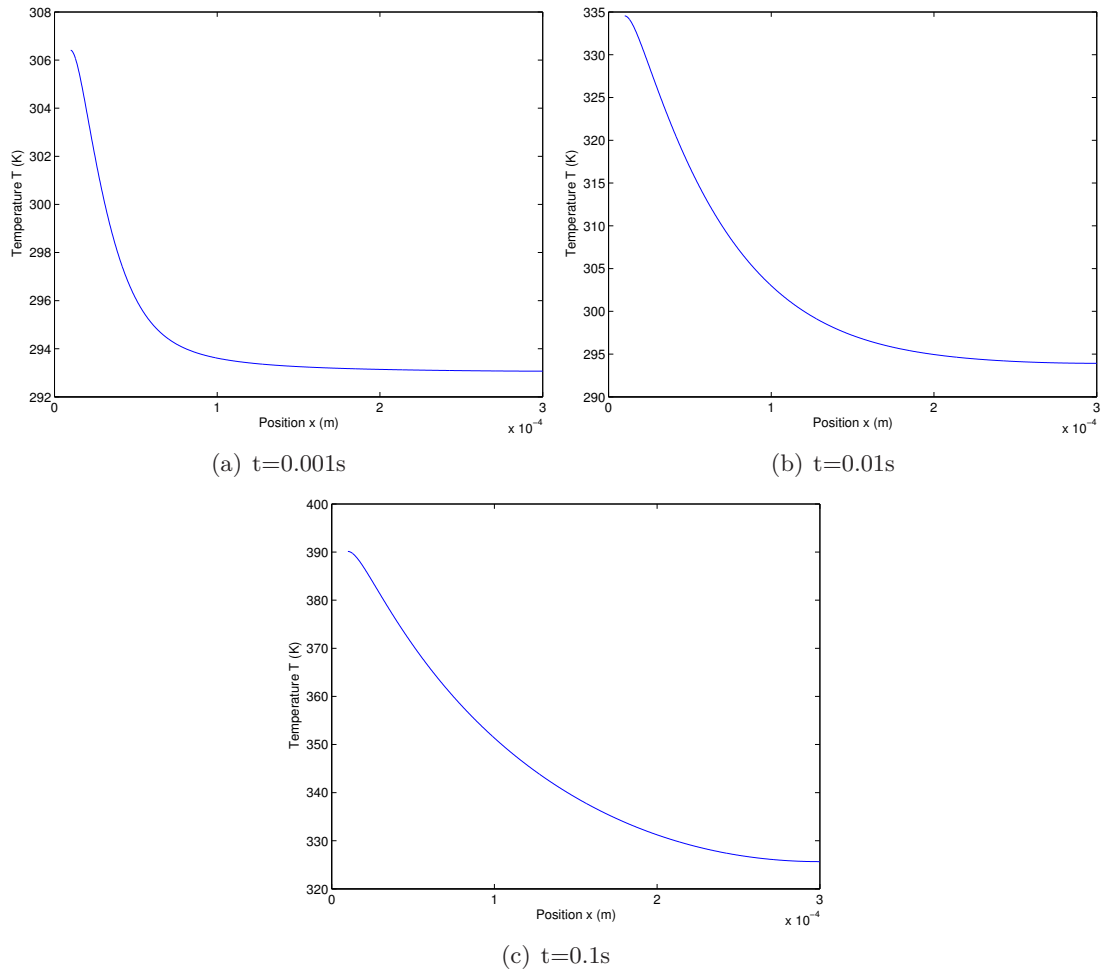 308
306
304
302
300
298
296
294
292
Temperature T (K)
0 1 2 3
Position x (m)
x 10⁻⁴
(a) t=0.001s
335
330
325
320
315
310
305
300
295
290
Temperature T (K)
0 1 2 3
Position x (m)
x 10⁻⁴
(b) t=0.01s
400
390
380
370
360
350
340
330
320
Temperature T (K)
0 1 2 3
Position x (m)
x 10⁻⁴
(c) t=0.1s